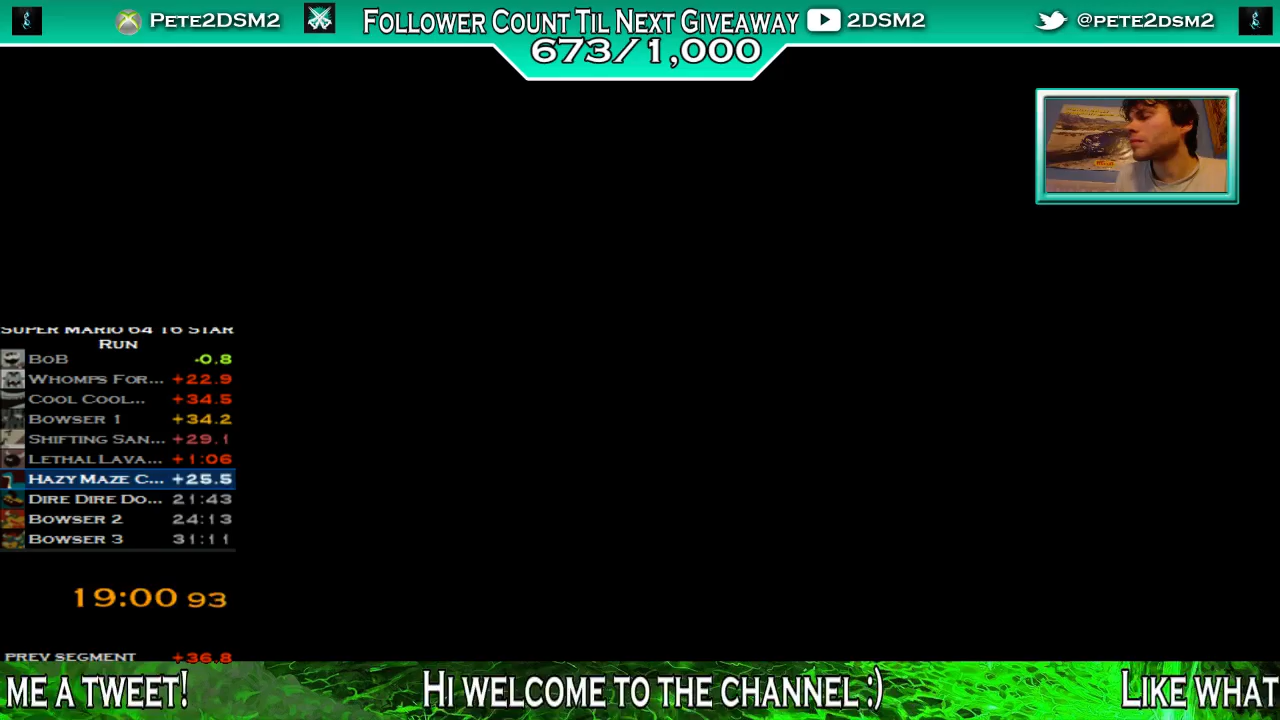 Pete2DSM2
Follower Count Til Next Giveaway
2DSM2
@pete2dsm2
673/1,000
Super Mario 64 16 Star
Run
BoB -0.8
Whomps For... +22.9
Cool Cool... +34.5
Bowser 1 +34.2
Shifting San... +29.1
Lethal Lava... +1:06
Hazy Maze C... +25.5
Dire Dire Do... 21:43
Bowser 2 24:13
Bowser 3 31:11
19:00 93
Prev Segment +36.8
me a tweet!
Hi welcome to the channel :)
Like what